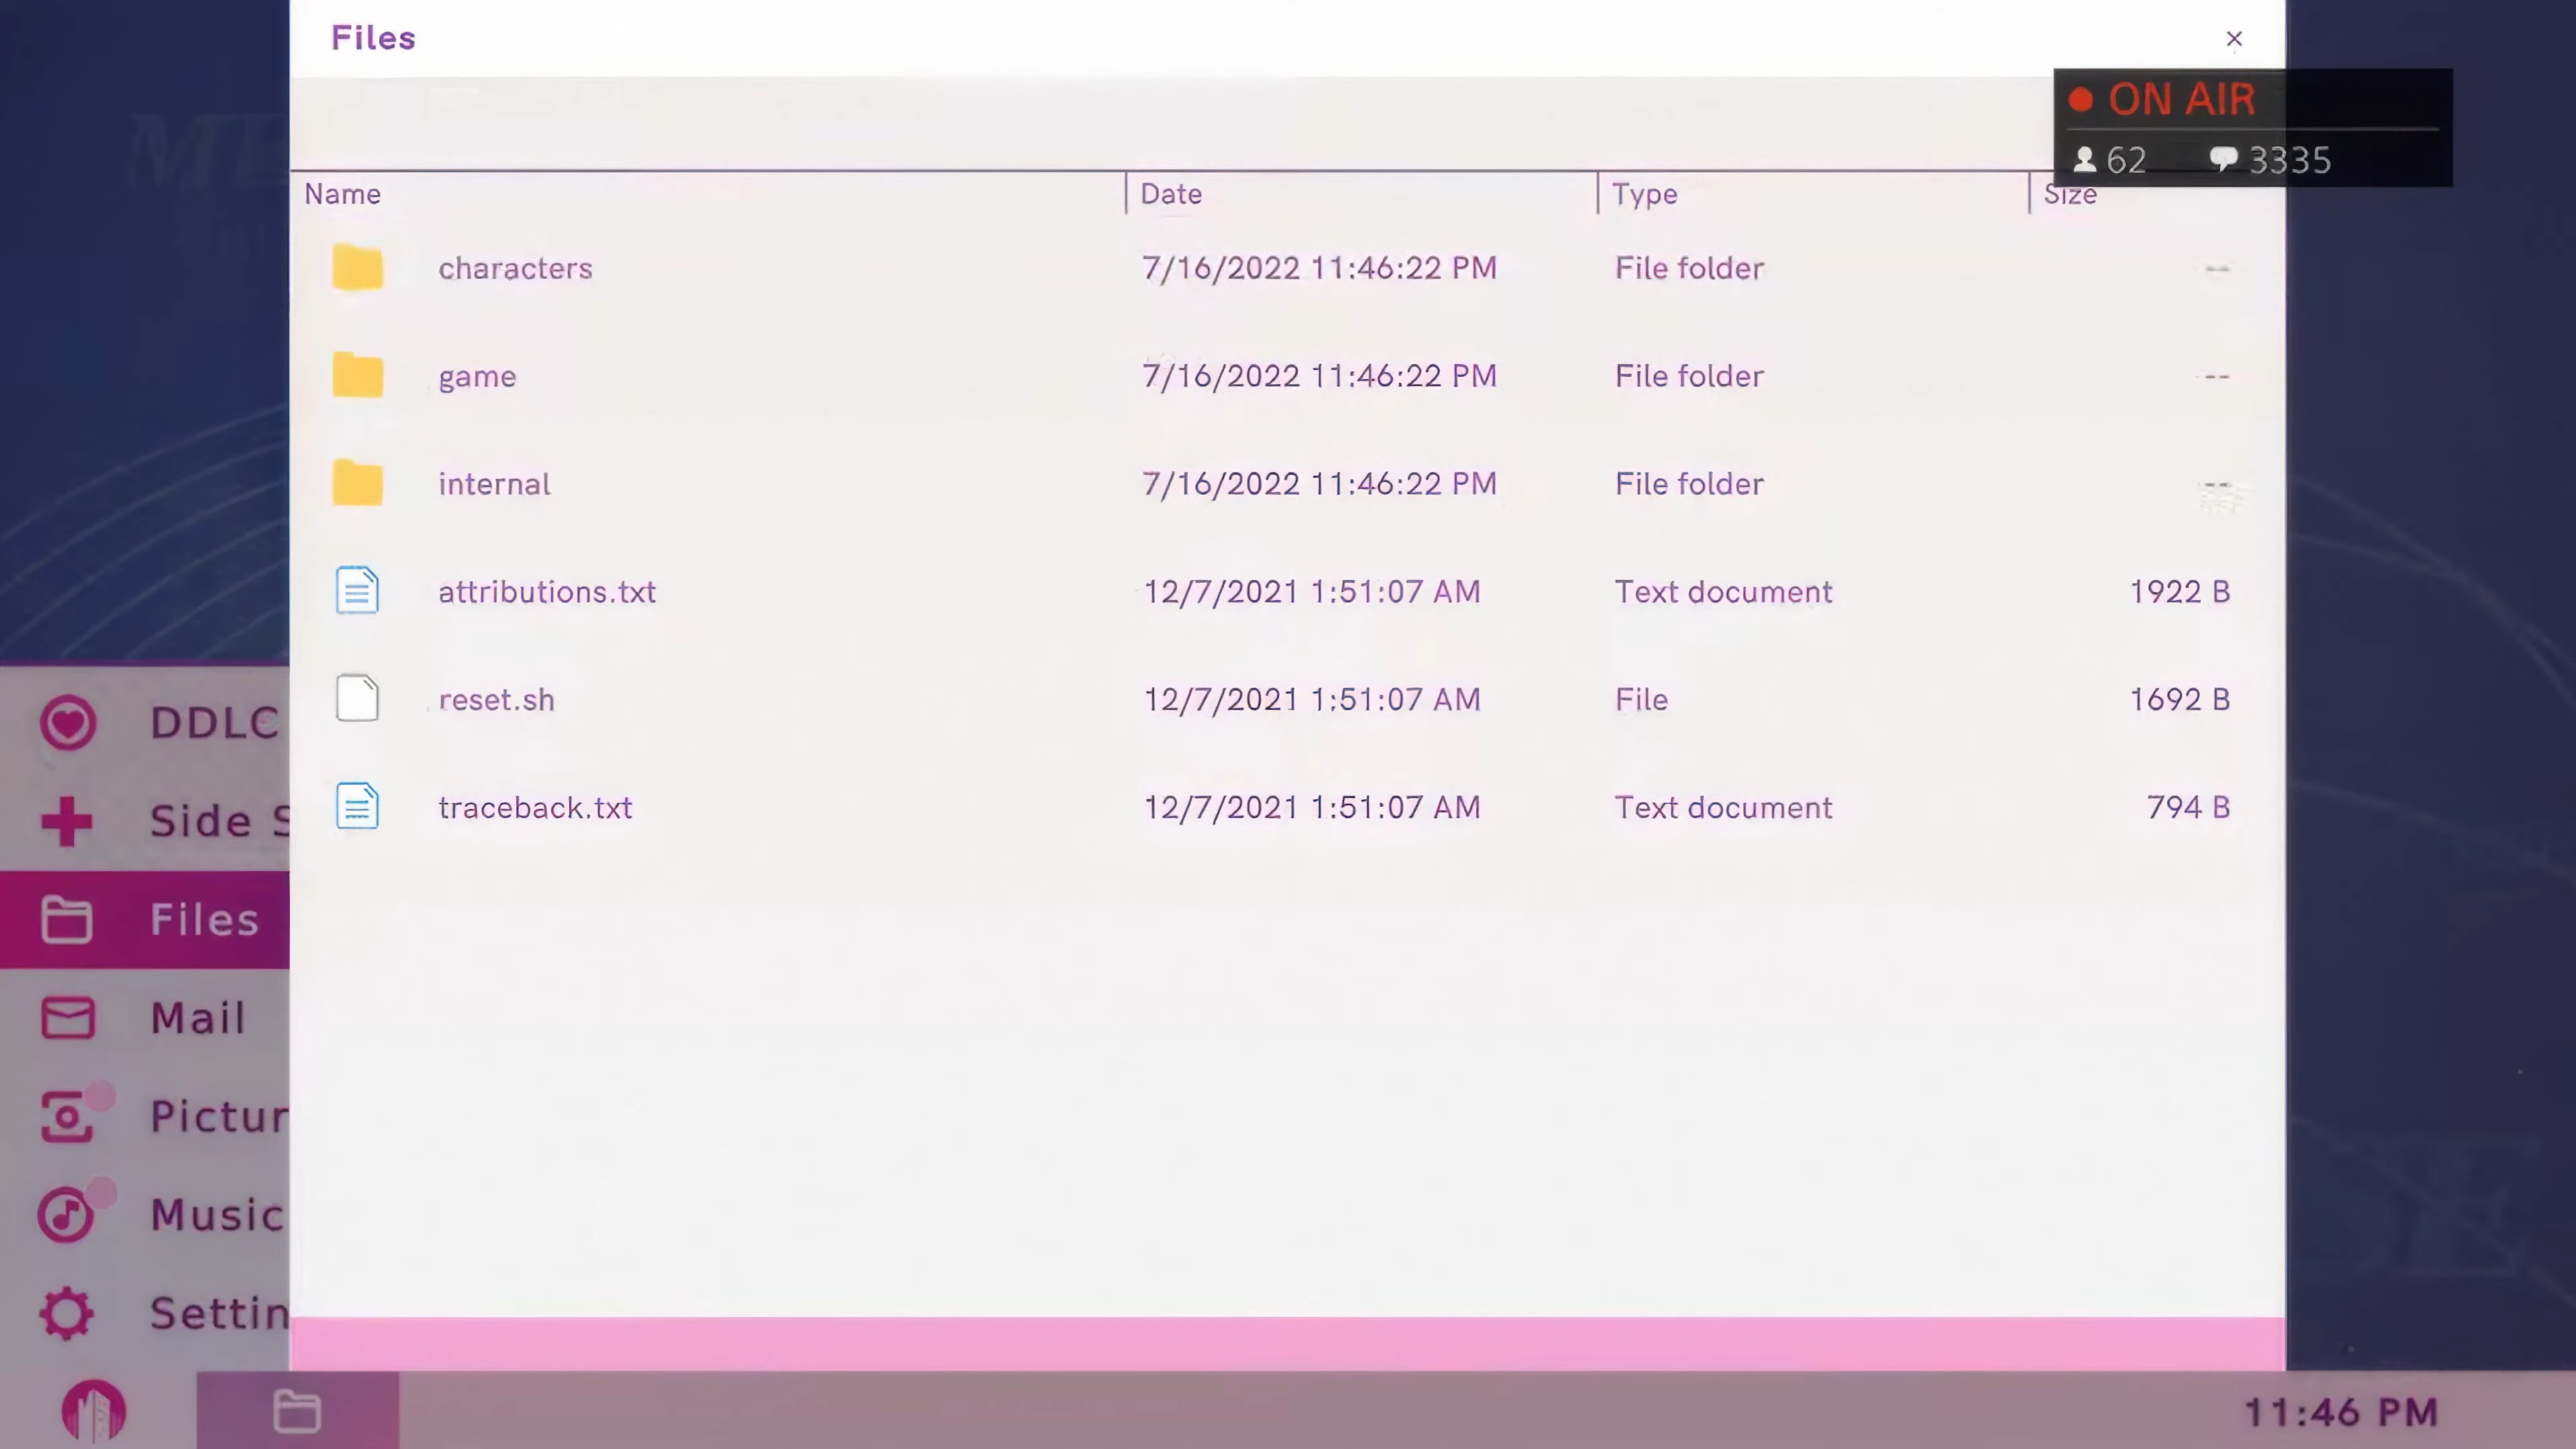 Files
ON AIR
62 3335
Name Date Type Size
characters 7/16/2022 11:46:22 PM File folder --
game 7/16/2022 11:46:22 PM File folder --
internal 7/16/2022 11:46:22 PM File folder --
attributions.txt 12/7/2021 1:51:07 AM Text document 1922 B
reset.sh 12/7/2021 1:51:07 AM File 1692 B
traceback.txt 12/7/2021 1:51:07 AM Text document 794 B
DDLC
Side S
Files
Mail
Pictur
Music
Settin
11:46 PM